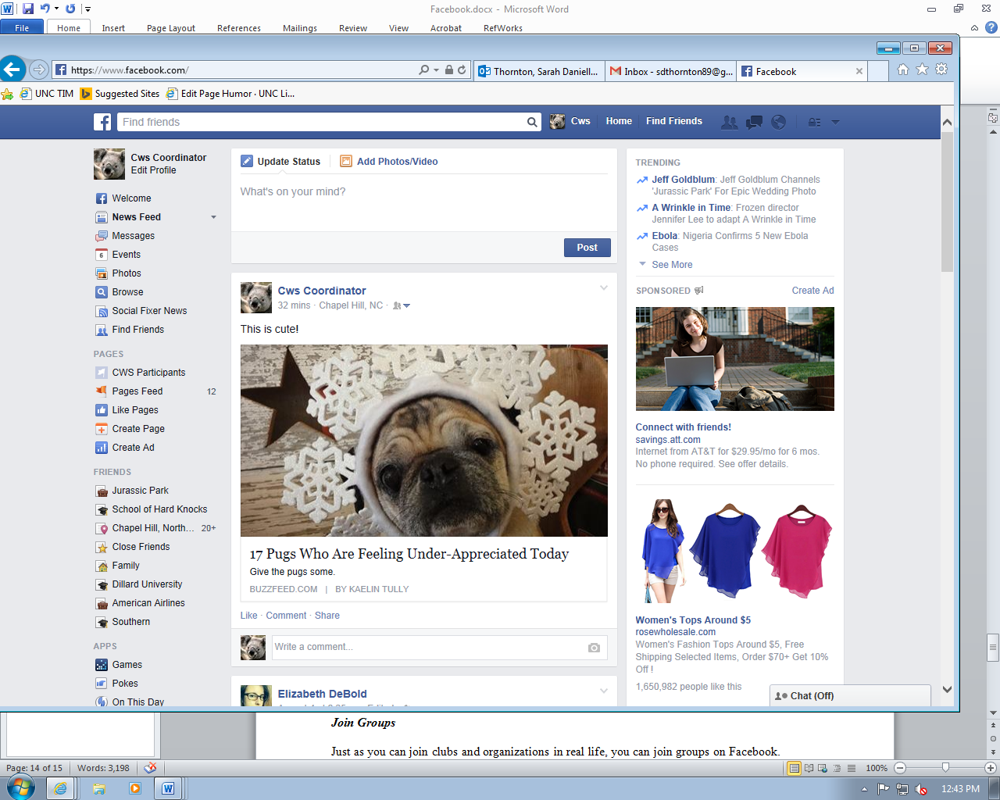 Facebook.docx - Microsoft Word
File Home Insert Page Layout References Mailings Review View Acrobat RefWorks
https://www.facebook.com/
Thornton, Sarah Daniell...
Inbox - sdthornton89@g...
Facebook
UNC TIM
Suggested Sites
Edit Page Humor · UNC Li...
Find friends
Cws
Home
Find Friends
Cws Coordinator
Edit Profile
Welcome
News Feed
Messages
Events
Photos
Browse
Social Fixer News
Find Friends
PAGES
CWS Participants
Pages Feed 12
Like Pages
Create Page
Create Ad
FRIENDS
Jurassic Park
School of Hard Knocks
Chapel Hill, North... 20+
Close Friends
Family
Dillard University
American Airlines
Southern
APPS
Games
Pokes
On This Day
Update Status
Add Photos/Video
What's on your mind?
Post
Cws Coordinator
32 mins · Chapel Hill, NC ·
This is cute!
17 Pugs Who Are Feeling Under-Appreciated Today
Give the pugs some.
BUZZFEED.COM | BY KAELIN TULLY
Like · Comment · Share
Write a comment...
Elizabeth DeBold
TRENDING
Jeff Goldblum: Jeff Goldblum Channels
'Jurassic Park' For Epic Wedding Photo
A Wrinkle in Time: Frozen director
Jennifer Lee to adapt A Wrinkle in Time
Ebola: Nigeria Confirms 5 New Ebola
Cases
See More
SPONSORED
Create Ad
Connect with friends!
savings.att.com
Internet from AT&T for $29.95/mo for 6 mos.
No phone required. See offer details.
Women's Tops Around $5
rosewholesale.com
Women's Fashion Tops Around $5, Free
Shipping Selected Items, Order $70+ Get 10%
Off !
1,650,982 people like this
Chat (Off)
Join Groups
Just as you can join clubs and organizations in real life, you can join groups on Facebook.
Page: 14 of 15
Words: 3,198
100%
12:43 PM